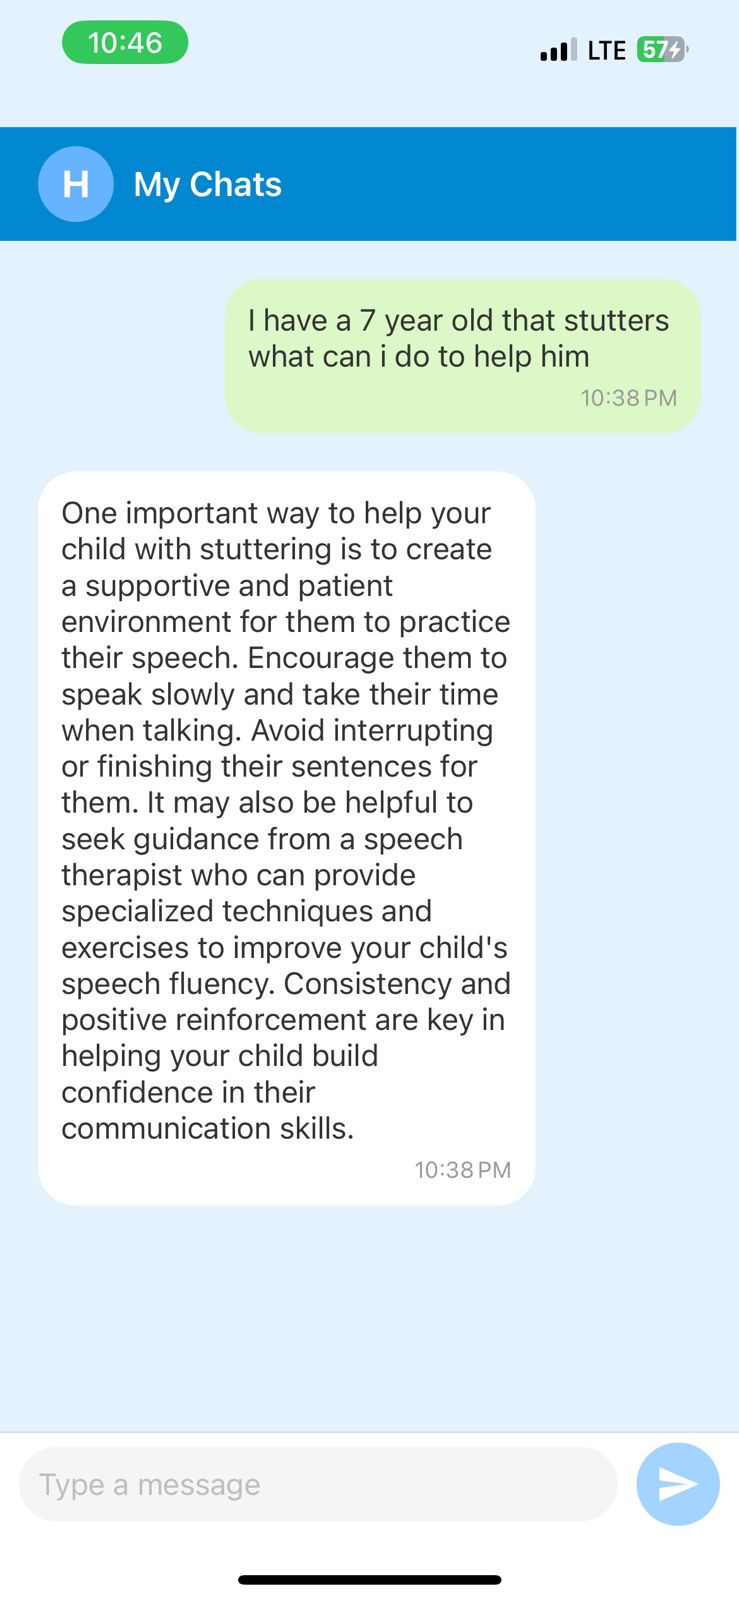 10:46
LTE 57
H My Chats
I have a 7 year old that stutters
what can i do to help him
10:38 PM
One important way to help your
child with stuttering is to create
a supportive and patient
environment for them to practice
their speech. Encourage them to
speak slowly and take their time
when talking. Avoid interrupting
or finishing their sentences for
them. It may also be helpful to
seek guidance from a speech
therapist who can provide
specialized techniques and
exercises to improve your child's
speech fluency. Consistency and
positive reinforcement are key in
helping your child build
confidence in their
communication skills.
10:38 PM
Type a message